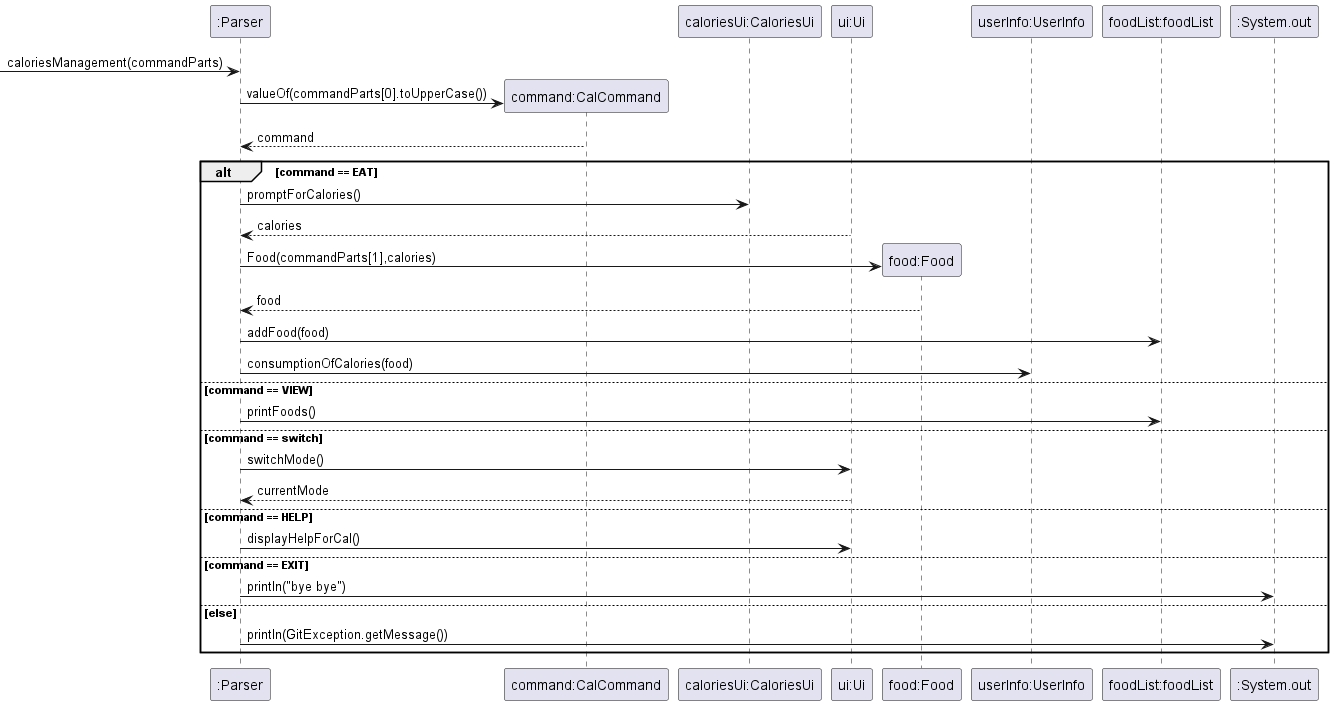 :Parser
caloriesUi:CaloriesUi
ui:Ui
userInfo:UserInfo
foodList:foodList
:System.out
caloriesManagement(commandParts)
valueOf(commandParts[0].toUpperCase())
command:CalCommand
command
alt
[command == EAT]
promptForCalories()
calories
Food(commandParts[1],calories)
food:Food
food
addFood(food)
consumptionOfCalories(food)
[command == VIEW]
printFoods()
[command == switch]
switchMode()
currentMode
[command == HELP]
displayHelpForCal()
[command == EXIT]
println("bye bye")
[else]
println(GitException.getMessage())
:Parser
command:CalCommand
caloriesUi:CaloriesUi
ui:Ui
food:Food
userInfo:UserInfo
foodList:foodList
:System.out